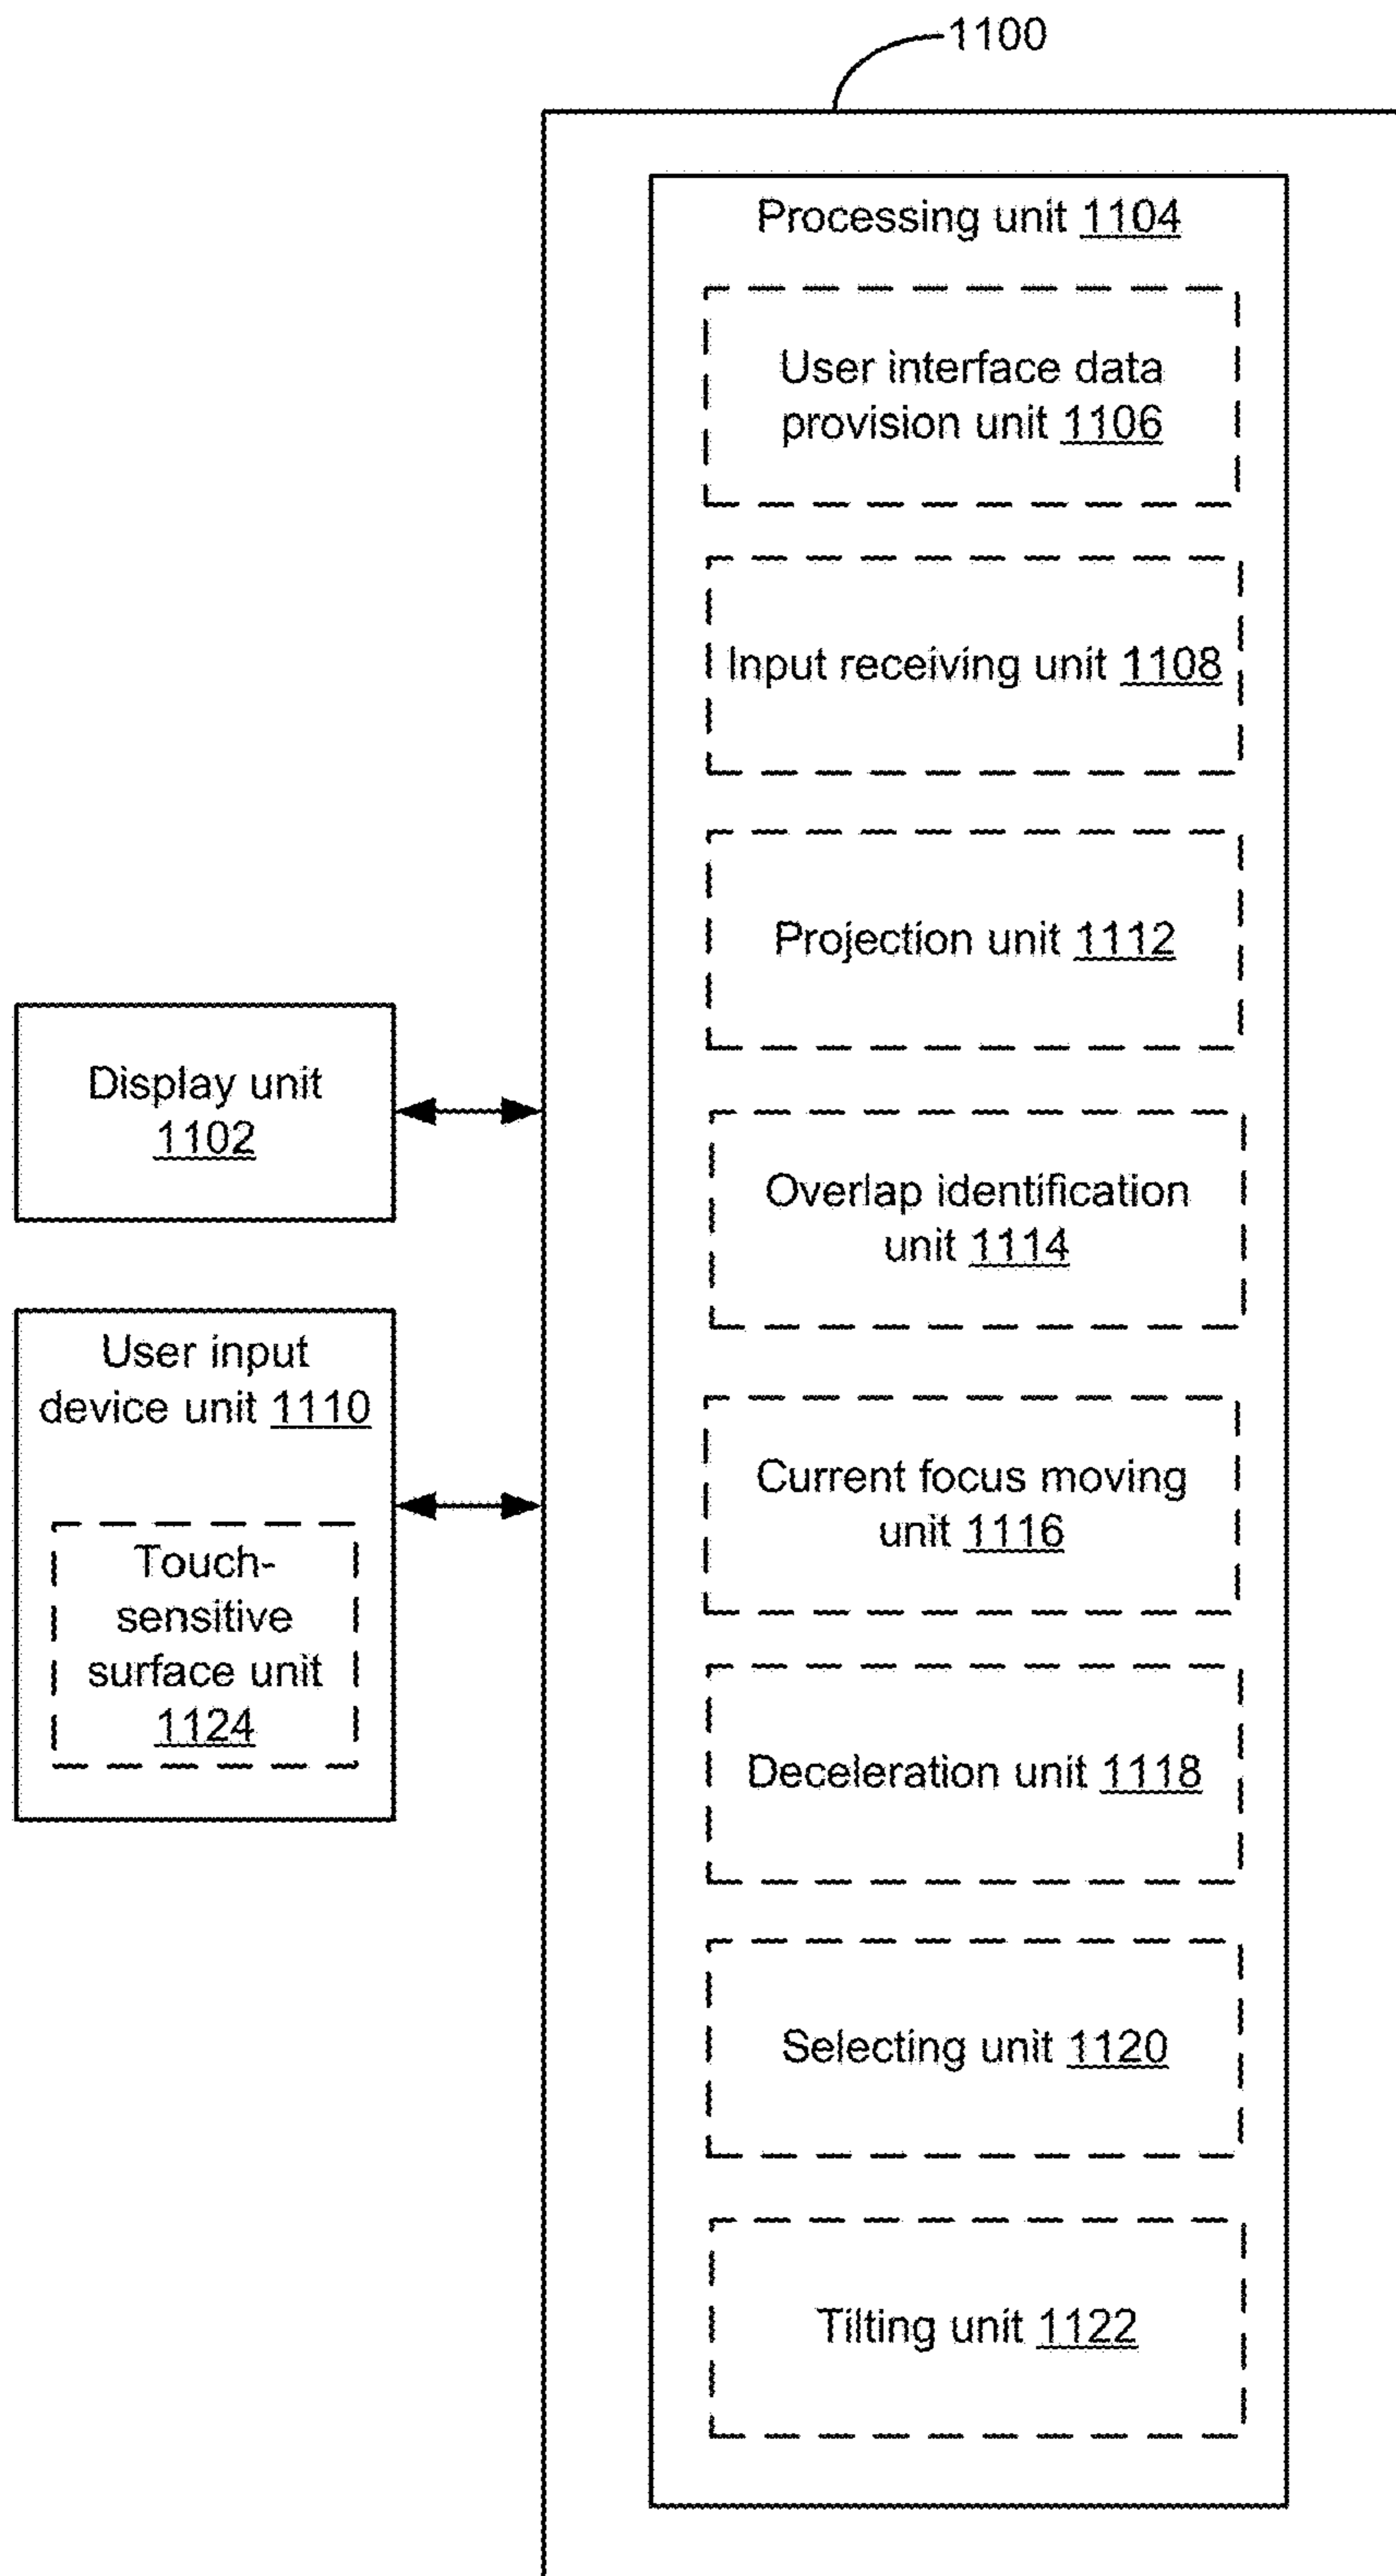 1100
Processing unit 1104
User interface data
provision unit 1106
Input receiving unit 1108
Projection unit 1112
Display unit
1102
Overlap identification
unit 1114
User input
device unit 1110
Touch-
sensitive
surface unit
1124
Current focus moving
unit 1116
Deceleration unit 1118
Selecting unit 1120
Tilting unit 1122